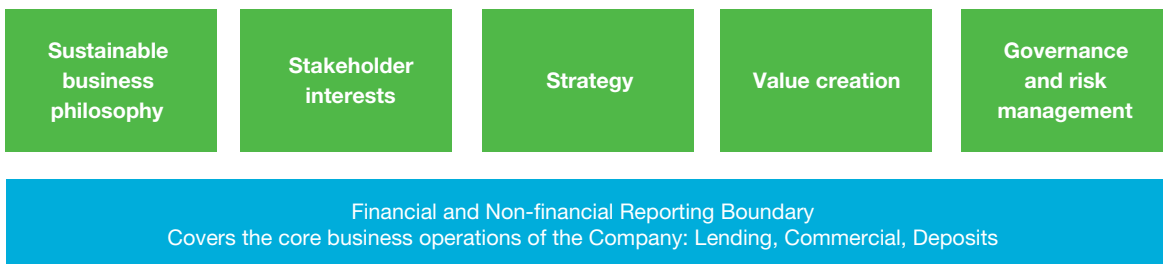 Sustainable
business
philosophy
Stakeholder
interests
Strategy
Value creation
Governance
and risk
management
Financial and Non-financial Reporting Boundary
Covers the core business operations of the Company: Lending, Commercial, Deposits